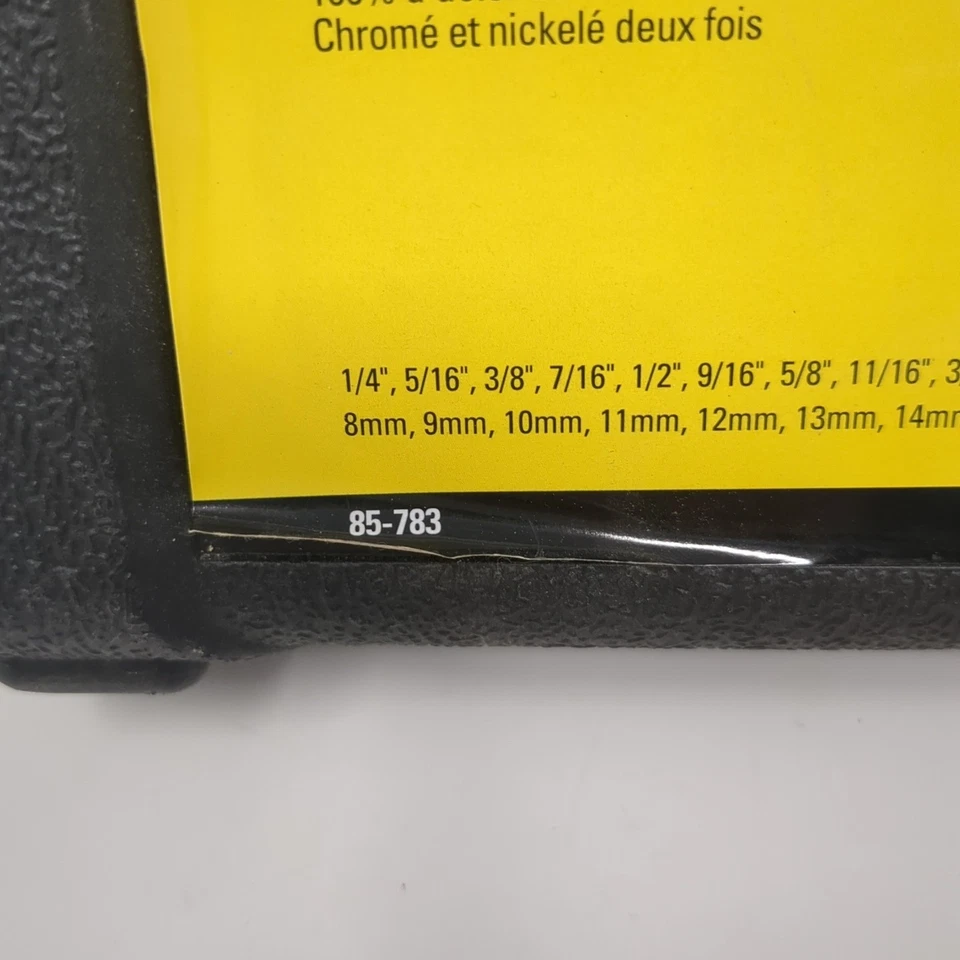 Chromé et nickelé deux fois
1/4", 5/16", 3/8", 7/16", 1/2", 9/16", 5/8", 11/16",
8mm, 9mm, 10mm, 11mm, 12mm, 13mm,
85-783